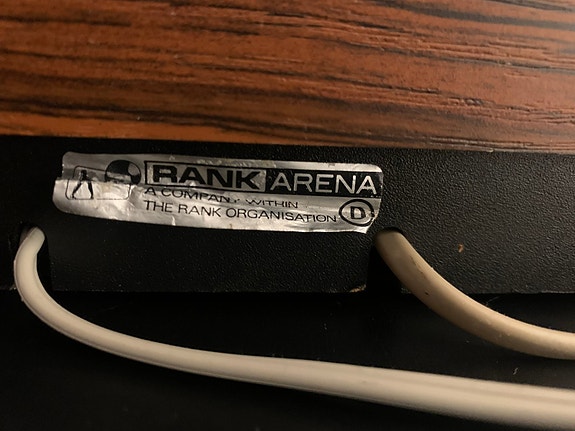 RANK ARENA
A COMPANY WITHIN
THE RANK ORGANISATION D